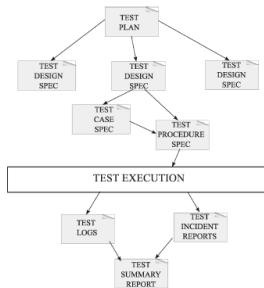 TEST
PLAN
TEST
DESIGN
SPEC
TEST
DESIGN
SPEC
TEST
DESIGN
SPEC
TEST
CASE
SPEC
TEST
PROCEDURE
SPEC
TEST EXECUTION
TEST
LOGS
TEST
INCIDENT
REPORTS
TEST
SUMMARY
REPORT